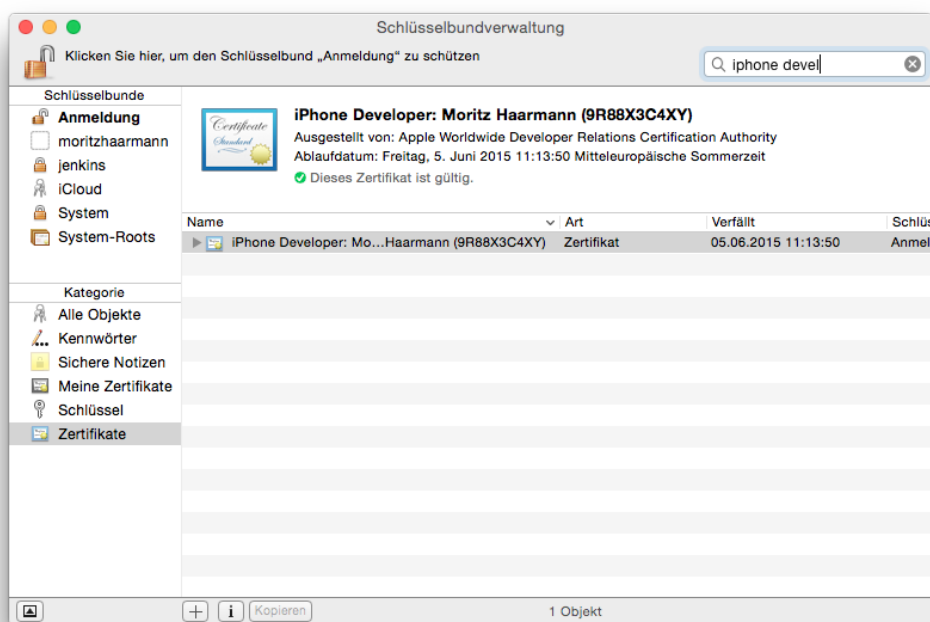 Schlüsselbundverwaltung
Klicken Sie hier, um den Schlüsselbund „Anmeldung“ zu schützen
iphone devel
Schlüsselbunde
Anmeldung
moritzhaarmann
jenkins
iCloud
System
System-Roots
Kategorie
Alle Objekte
Kennwörter
Sichere Notizen
Meine Zertifikate
Schlüssel
Zertifikate
Certificate
Standard
iPhone Developer: Moritz Haarmann (9R88X3C4XY)
Ausgestellt von: Apple Worldwide Developer Relations Certification Authority
Ablaufdatum: Freitag, 5. Juni 2015 11:13:50 Mitteleuropäische Sommerzeit
Dieses Zertifikat ist gültig.
Name Art Verfällt Schlüs
iPhone Developer: Mo...Haarmann (9R88X3C4XY) Zertifikat 05.06.2015 11:13:50 Anmel
Kopieren 1 Objekt